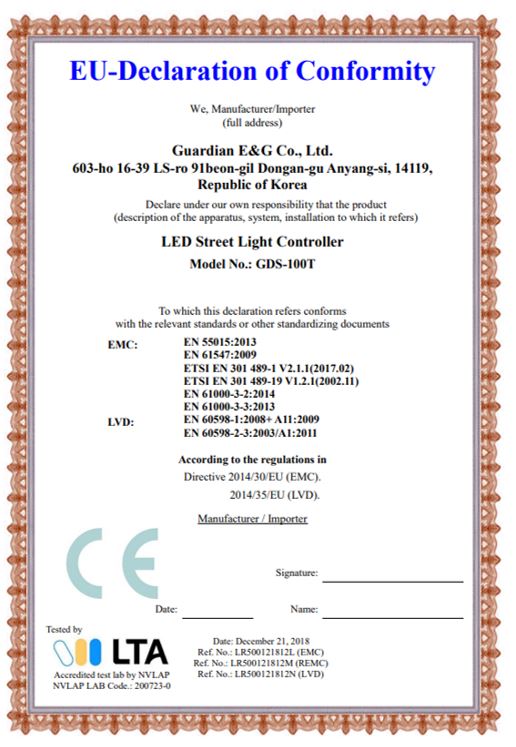 EU-Declaration of Conformity
We, Manufacturer/Importer
(full address)
Guardian E&G Co., Ltd.
603-ho 16-39 LS-ro 91beon-gil Dongan-gu Anyang-si, 14119,
Republic of Korea
Declare under our own responsibility that the product
(description of the apparatus, system, installation to which it refers)
LED Street Light Controller
Model No.: GDS-100T
To which this declaration refers conforms
with the relevant standards or other standardizing documents
EMC: EN 55015:2013
EN 61547:2009
ETSI EN 301 489-1 V2.1.1(2017.02)
ETSI EN 301 489-19 V1.2.1(2002.11)
EN 61000-3-2:2014
EN 61000-3-3:2013
LVD: EN 60598-1:2008+ A11:2009
EN 60598-2-3:2003/A1:2011
According to the regulations in
Directive 2014/30/EU (EMC).
2014/35/EU (LVD).
Manufacturer / Importer
CE
Signature:
Date: Name:
Tested by
LTA
Accredited test lab by NVLAP
NVLAP LAB Code.: 200723-0
Date: December 21, 2018
Ref. No.: LR500121812L (EMC)
Ref. No.: LR500121812M (REMC)
Ref. No.: LR500121812N (LVD)